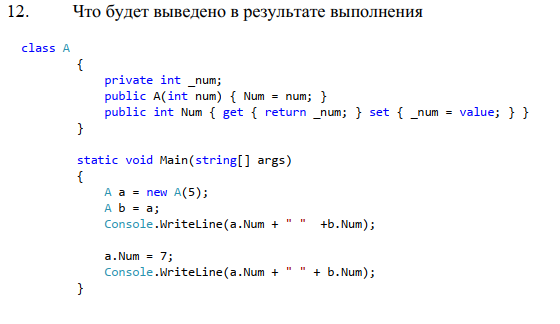 12. Что будет выведено в результате выполнения
class A
{
private int _num;
public A(int num) { Num = num; }
public int Num { get { return _num; } set { _num = value; } }
}
static void Main(string[] args)
{
A a = new A(5);
A b = a;
Console.WriteLine(a.Num + " " +b.Num);
a.Num = 7;
Console.WriteLine(a.Num + " " + b.Num);
}